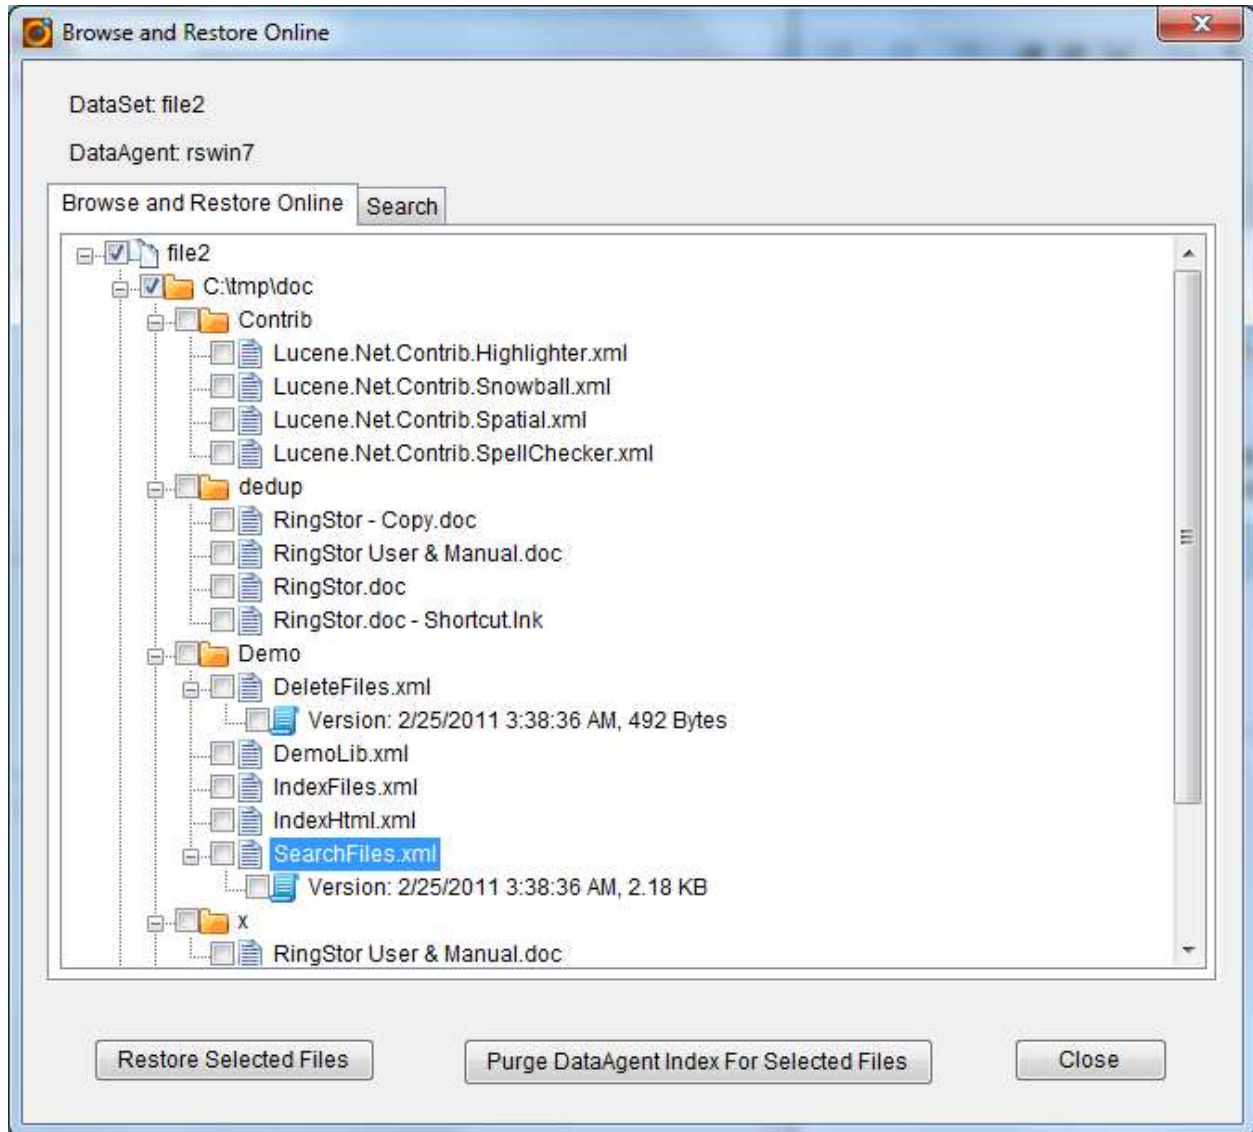 Browse and Restore Online
DataSet: file2
DataAgent: rswin7
Browse and Restore Online Search
file2
C:\tmp\doc
Contrib
Lucene.Net.Contrib.Highlighter.xml
Lucene.Net.Contrib.Snowball.xml
Lucene.Net.Contrib.Spatial.xml
Lucene.Net.Contrib.SpellChecker.xml
dedup
RingStor - Copy.doc
RingStor User & Manual.doc
RingStor.doc
RingStor.doc - Shortcut.lnk
Demo
DeleteFiles.xml
Version: 2/25/2011 3:38:36 AM, 492 Bytes
DemoLib.xml
IndexFiles.xml
IndexHtml.xml
SearchFiles.xml
Version: 2/25/2011 3:38:36 AM, 2.18 KB
x
RingStor User & Manual.doc
Restore Selected Files Purge DataAgent Index For Selected Files Close